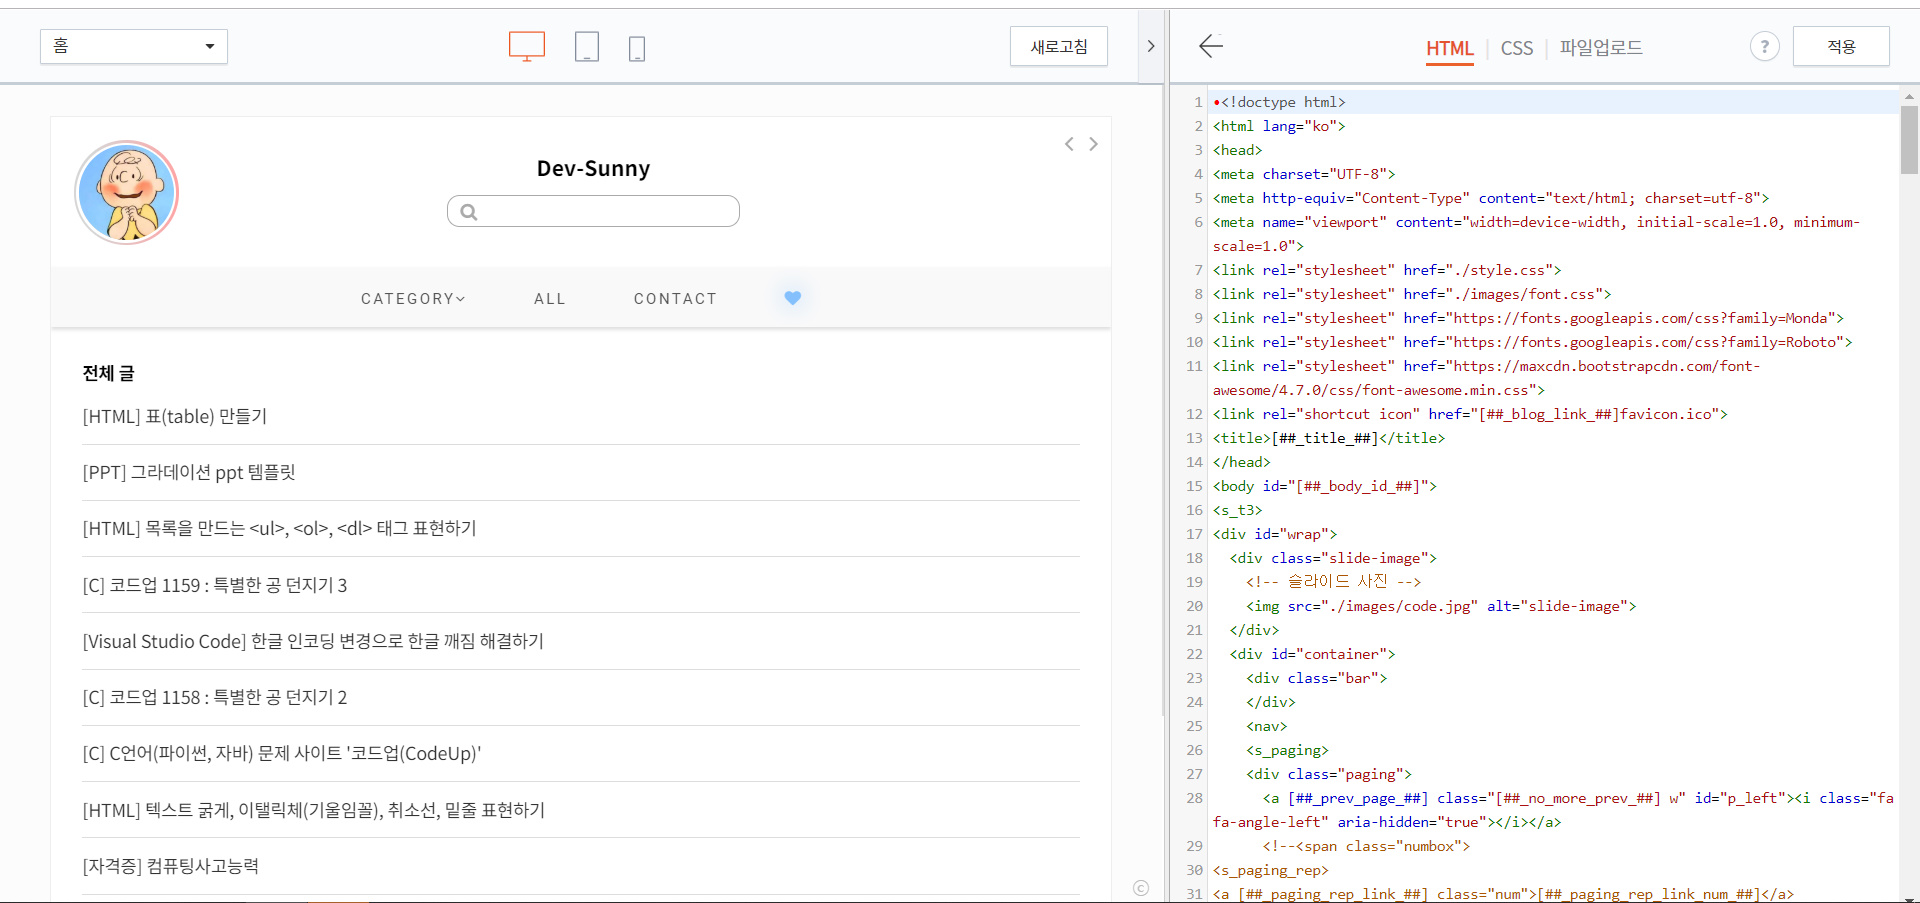 홈
새로고침
HTML
CSS
파일업로드
?
적용
Dev-Sunny
CATEGORY
ALL
CONTACT
전체 글
[HTML] 표(table) 만들기
[PPT] 그라데이션 ppt 템플릿
[HTML] 목록을 만드는 <ul>, <ol>, <dl> 태그 표현하기
[C] 코드업 1159 : 특별한 공 던지기 3
[Visual Studio Code] 한글 인코딩 변경으로 한글 깨짐 해결하기
[C] 코드업 1158 : 특별한 공 던지기 2
[C] C언어(파이썬, 자바) 문제 사이트 '코드업(CodeUp)'
[HTML] 텍스트 굵게, 이탤릭체(기울임꼴), 취소선, 밑줄 표현하기
[자격증] 컴퓨팅사고능력
©
1 •<!doctype html>
2 <html lang="ko">
3 <head>
4 <meta charset="UTF-8">
5 <meta http-equiv="Content-Type" content="text/html; charset=utf-8">
6 <meta name="viewport" content="width=device-width, initial-scale=1.0, minimum-
scale=1.0">
7 <link rel="stylesheet" href="./style.css">
8 <link rel="stylesheet" href="./images/font.css">
9 <link rel="stylesheet" href="https://fonts.googleapis.com/css?family=Monda">
10 <link rel="stylesheet" href="https://fonts.googleapis.com/css?family=Roboto">
11 <link rel="stylesheet" href="https://maxcdn.bootstrapcdn.com/font-
awesome/4.7.0/css/font-awesome.min.css">
12 <link rel="shortcut icon" href="[##_blog_link_##]favicon.ico">
13 <title>[##_title_##]</title>
14 </head>
15 <body id="[##_body_id_##]">
16 <s_t3>
17 <div id="wrap">
18 <div class="slide-image">
19 <!-- 슬라이드 사진 -->
20 <img src="./images/code.jpg" alt="slide-image">
21 </div>
22 <div id="container">
23 <div class="bar">
24 </div>
25 <nav>
26 <s_paging>
27 <div class="paging">
28 <a [##_prev_page_##] class="[##_no_more_prev_##] w" id="p_left"><i class="fa
fa-angle-left" aria-hidden="true"></i></a>
29 <!--<span class="numbox">
30 <s_paging_rep>
31 <a [##_paging_rep_link_##] class="num">[##_paging_rep_link_num_##]</a>